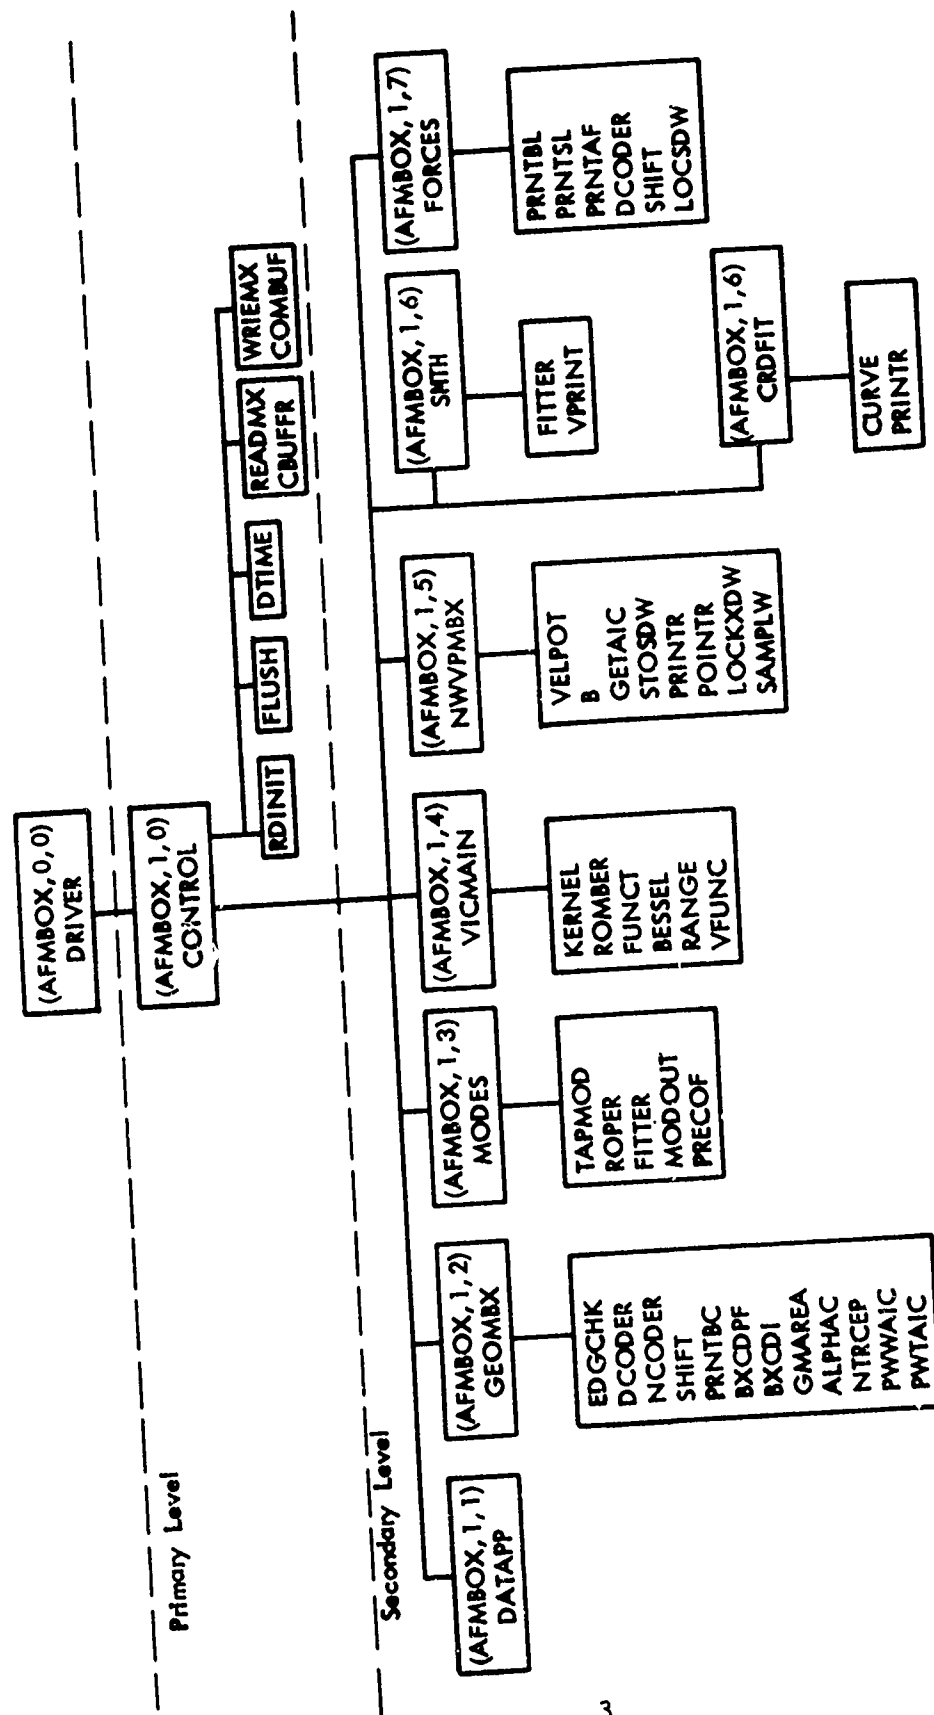 (AFMBOX,0,0)
DRIVER
Primary Level
(AFMBOX,1,0)
CONTROL
RDINIT
FLUSH
DTIME
READMX
CBUFFR
WRIEMX
COMBUF
Secondary Level
(AFMBOX,1,1)
DATAPP
(AFMBOX,1,2)
GEOMBX
EDGCHK
DCODER
NCODER
SHIFT
PRNTBC
BXCDPF
BXCDI
GMAREA
ALPHAC
NTRCEP
PWWAIC
PWTAIC
(AFMBOX,1,3)
MODES
TAPMOD
ROPER
FITTER
MODOUT
PRECOF
(AFMBOX,1,4)
VICMAIN
KERNEL
ROMBER
FUNCT
BESSEL
RANGE
VFUNC
(AFMBOX,1,5)
NWVPMBX
VELPOT
B
GETAIC
STOSDW
PRINTR
POINTR
LOCKXDW
SAMPLW
(AFMBOX,1,6)
SMTH
FITTER
VPRINT
(AFMBOX,1,6)
CRDFIT
CURVE
PRINTR
(AFMBOX,1,7)
FORCES
PRNTBL
PRNTSL
PRNTAF
DCODER
SHIFT
LOCSDW
3